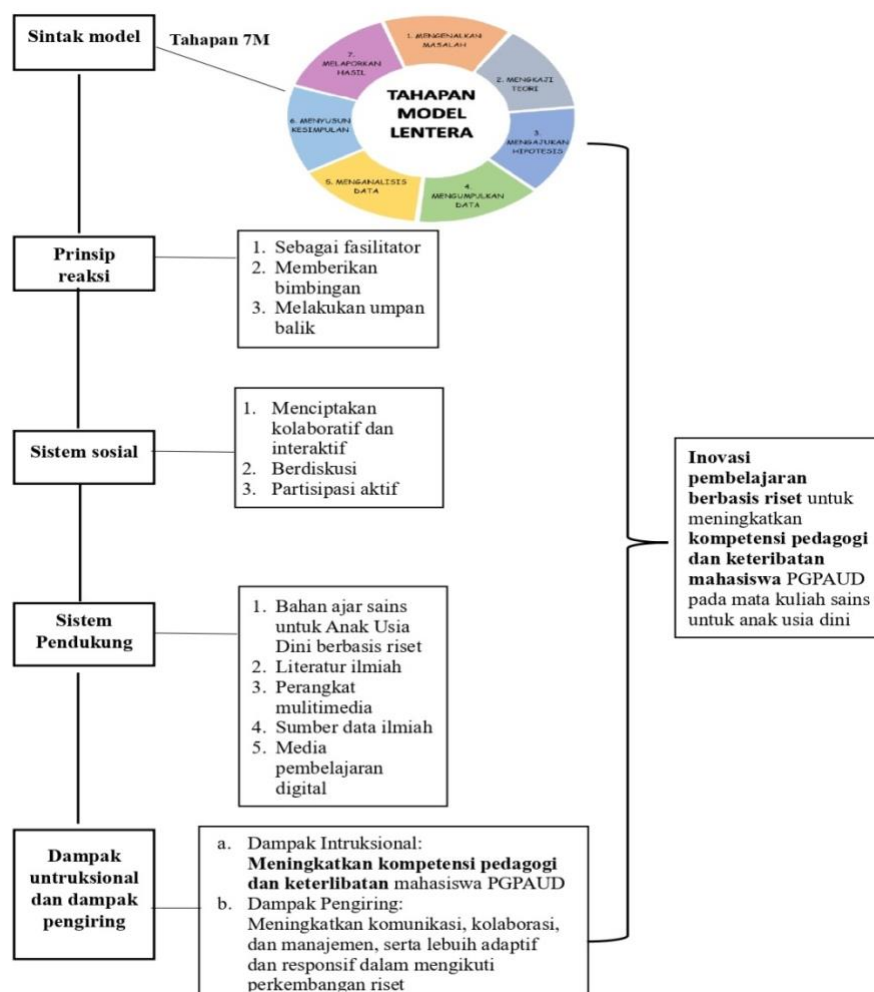 Sintak model
Tahapan 7M
1. MENGENALKAN
MASALAH
2. MENGKAJI
TEORI
3.
MENGAJUKAN
HIPOTESIS
4.
MENGUMPULKAN
DATA
5. MENGANALISIS
DATA
6. MENYUSUN
KESIMPULAN
7.
MELAPORKAN
HASIL
TAHAPAN
MODEL
LENTERA
Prinsip
reaksi
1. Sebagai fasilitator
2. Memberikan
bimbingan
3. Melakukan umpan
balik
Sistem sosial
1. Menciptakan
kolaboratif dan
interaktif
2. Berdiskusi
3. Partisipasi aktif
Sistem
Pendukung
1. Bahan ajar sains
untuk Anak Usia
Dini berbasis riset
2. Literatur ilmiah
3. Perangkat
mulitimedia
4. Sumber data ilmiah
5. Media
pembelajaran
digital
Dampak
untruksional
dan dampak
pengiring
a. Dampak Intruksional:
Meningkatkan kompetensi pedagogi
dan keterlibatan mahasiswa PGPAUD
b. Dampak Pengiring:
Meningkatkan komunikasi, kolaborasi,
dan manajemen, serta lebuih adaptif
dan responsif dalam mengikuti
perkembangan riset
Inovasi
pembelajaran
berbasis riset untuk
meningkatkan
kompetensi pedagogi
dan keteribatan
mahasiswa PGPAUD
pada mata kuliah sains
untuk anak usia dini